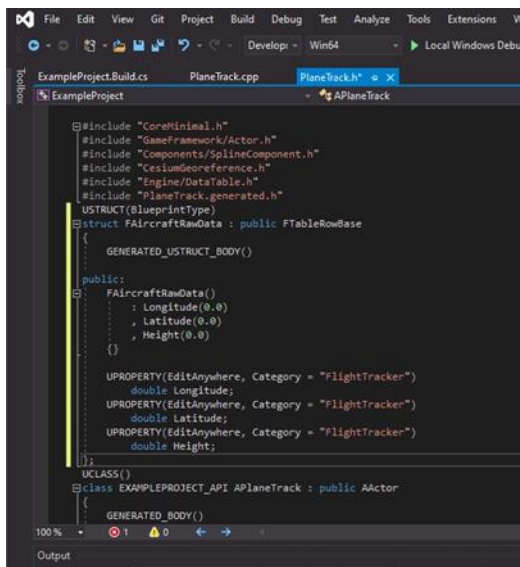 File Edit View Git Project Build Debug Test Analyze Tools Extensions
Develop Win64 Local Windows Debu
Toolbox
ExampleProject.Build.cs PlaneTrack.cpp PlaneTrack.h*
ExampleProject APlaneTrack
#include "CoreMinimal.h"
#include "GameFramework/Actor.h"
#include "Components/SplineComponent.h"
#include "CesiumGeoreference.h"
#include "Engine/DataTable.h"
#include "PlaneTrack.generated.h"
USTRUCT(BlueprintType)
struct FAircraftRawData : public FTableRowBase
{
GENERATED_USTRUCT_BODY()
public:
FAircraftRawData()
: Longitude(0.0)
, Latitude(0.0)
, Height(0.0)
{}
UPROPERTY(EditAnywhere, Category = "FlightTracker")
double Longitude;
UPROPERTY(EditAnywhere, Category = "FlightTracker")
double Latitude;
UPROPERTY(EditAnywhere, Category = "FlightTracker")
double Height;
};
UCLASS()
class EXAMPLEPROJECT_API APlaneTrack : public AActor
{
GENERATED_BODY()
100 % 1 0
Output